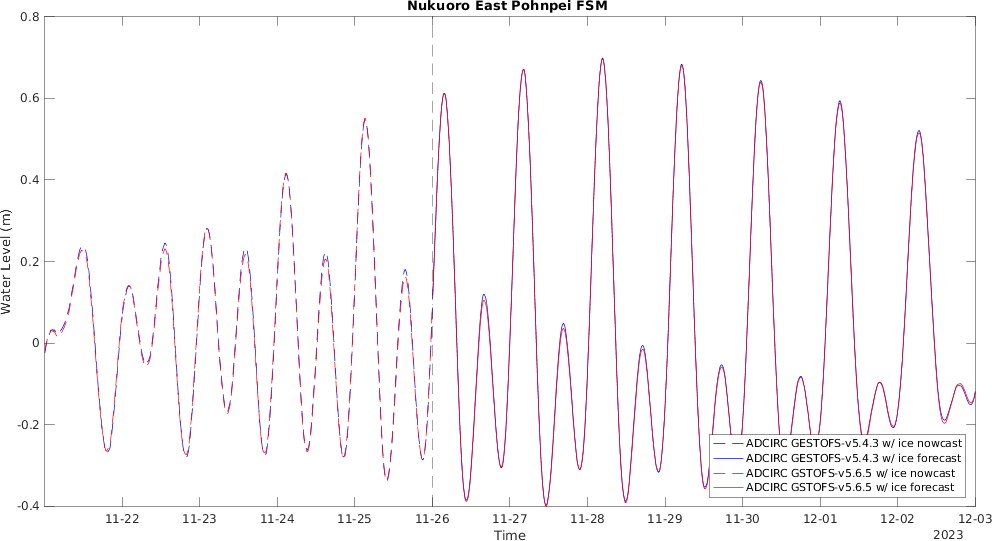 Nukuoro East Pohnpei FSM
0.8
0.6
0.4
0.2
0
-0.2
-0.4
Water Level (m)
11-22 11-23 11-24 11-25 11-26 11-27 11-28 11-29 11-30 12-01 12-02 12-03
Time
2023
ADCIRC GESTOFS-v5.4.3 w/ ice nowcast
ADCIRC GESTOFS-v5.4.3 w/ ice forecast
ADCIRC GSTOFS-v5.6.5 w/ ice nowcast
ADCIRC GSTOFS-v5.6.5 w/ ice forecast